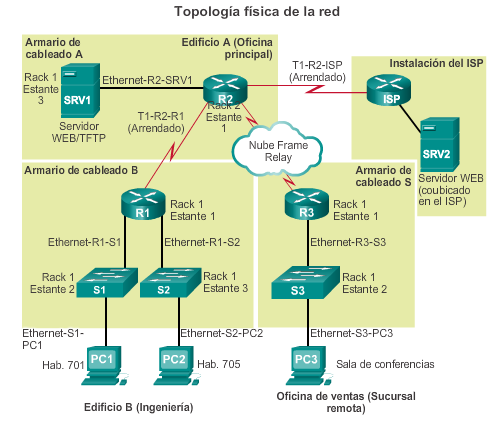 Topología física de la red
Armario de
cableado A
Edificio A (Oficina
principal)
Rack 1
Estante
3
SRV1
Ethernet-R2-SRV1
R2
Rack 2
Estante
1
Servidor
WEB/TFTP
T1-R2-R1
(Arrendado)
T1-R2-ISP
(Arrendado)
Instalación del ISP
ISP
SRV2
Servidor WEB
(coubicado
en el ISP)
Nube Frame
Relay
Armario de cableado B
R1
Rack 1
Estante 1
Ethernet-R1-S1
Ethernet-R1-S2
Rack 1
Estante 2
S1
S2
Rack 1
Estante 3
Ethernet-S1-
PC1
Ethernet-S2-PC2
PC1
Hab. 701
PC2
Hab. 705
Edificio B (Ingeniería)
Armario de
cableado S
R3
Rack 1
Estante 1
Ethernet-R3-S3
S3
Rack 1
Estante 2
Ethernet-S3-PC3
PC3
Sala de conferencias
Oficina de ventas (Sucursal
remota)